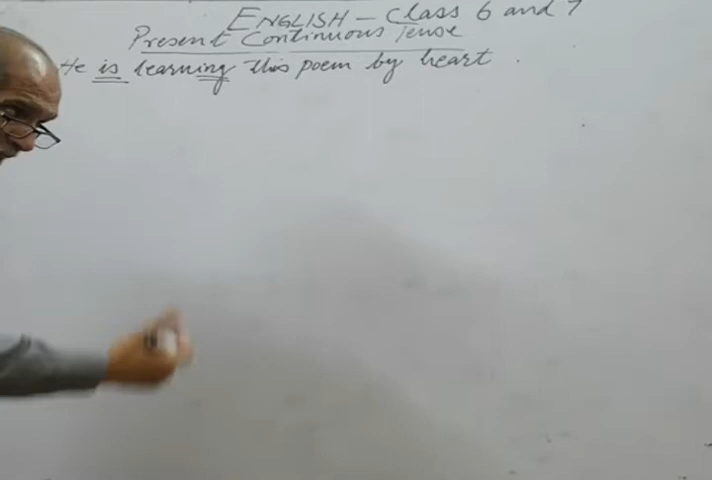 ENGLISH - Class 6 and 7
Present Continuous Tense
He is learning this poem by heart .